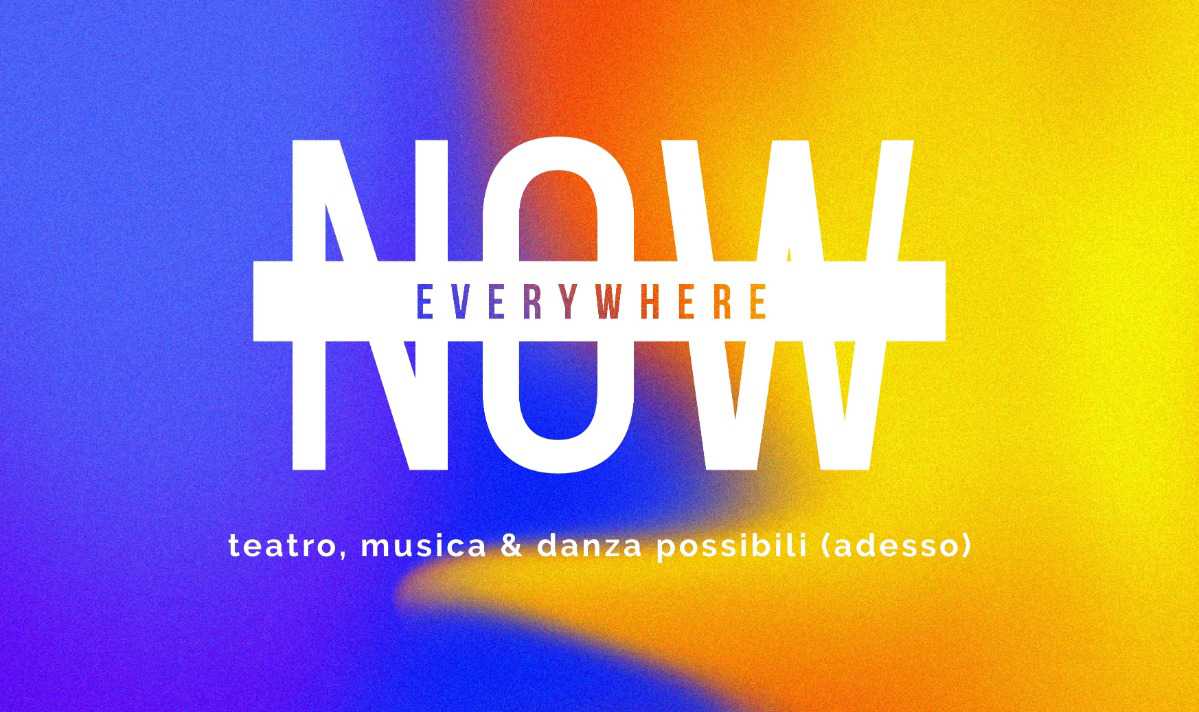 NOW
EVERYWHERE
teatro, musica & danza possibili (adesso)